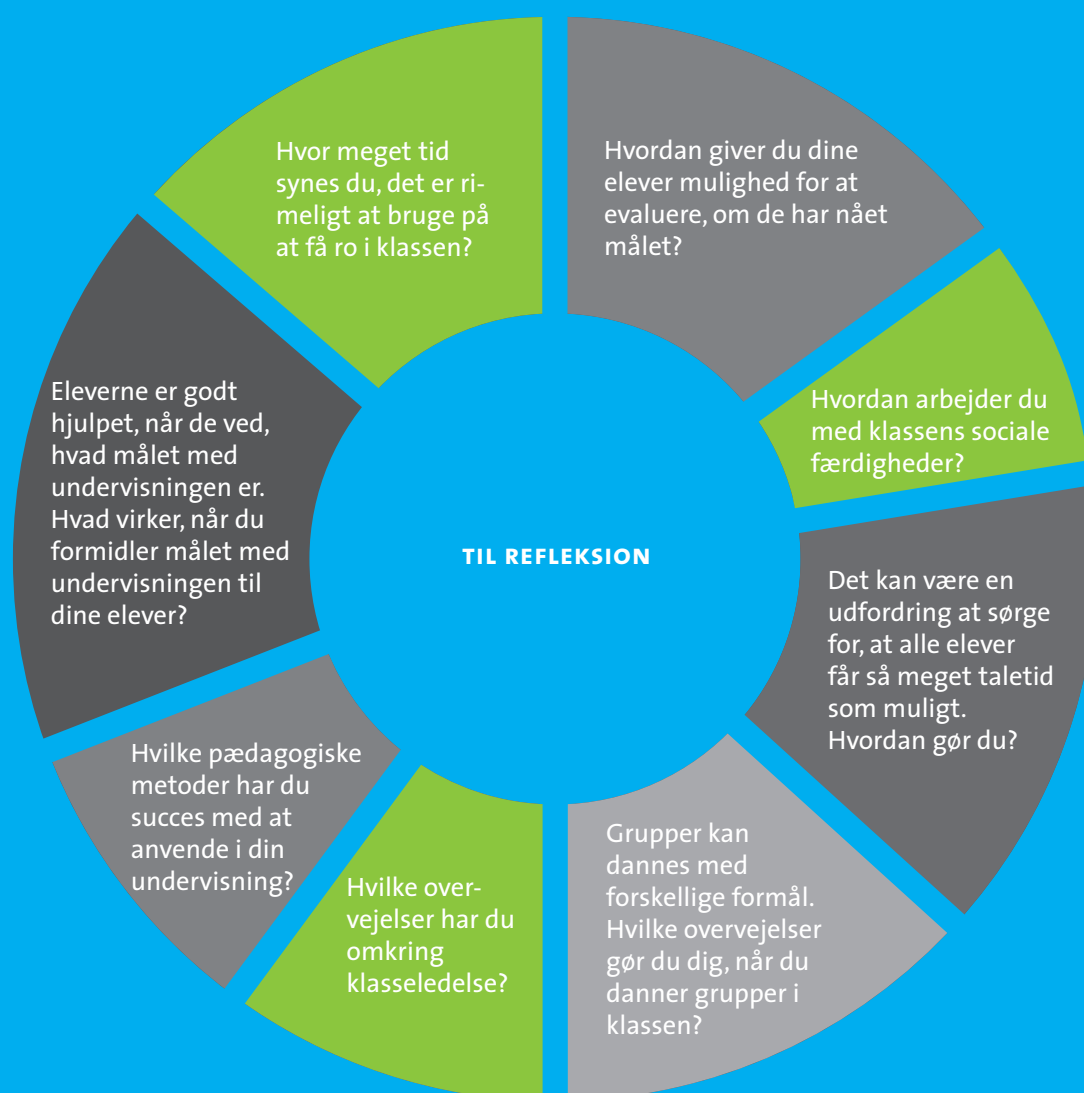 Hvor meget tid
synes du, det er ri-
meligt at bruge på
at få ro i klassen?
Hvordan giver du dine
elever mulighed for at
evaluere, om de har nået
målet?
Hvordan arbejder du
med klassens sociale
færdigheder?
Det kan være en
udfordring at sørge
for, at alle elever
får så meget taletid
som muligt.
Hvordan gør du?
Grupper kan
dannes med
forskellige formål.
Hvilke overvejelser
gør du dig, når du
danner grupper i
klassen?
Hvilke over-
vejelser har du
omkring
klasseledelse?
Hvilke pædagogiske
metoder har du
succes med at
anvende i din
undervisning?
Eleverne er godt
hjulpet, når de ved,
hvad målet med
undervisningen er.
Hvad virker, når du
formidler målet med
undervisningen til
dine elever?
TIL REFLEKSION